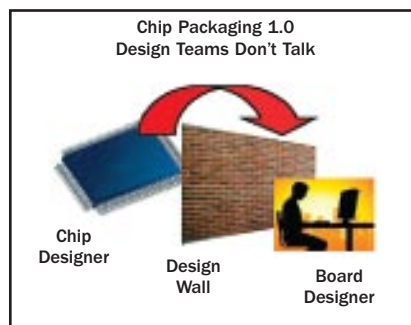 Chip Packaging 1.0
Design Teams Don't Talk
Chip
Designer
Design
Wall
Board
Designer